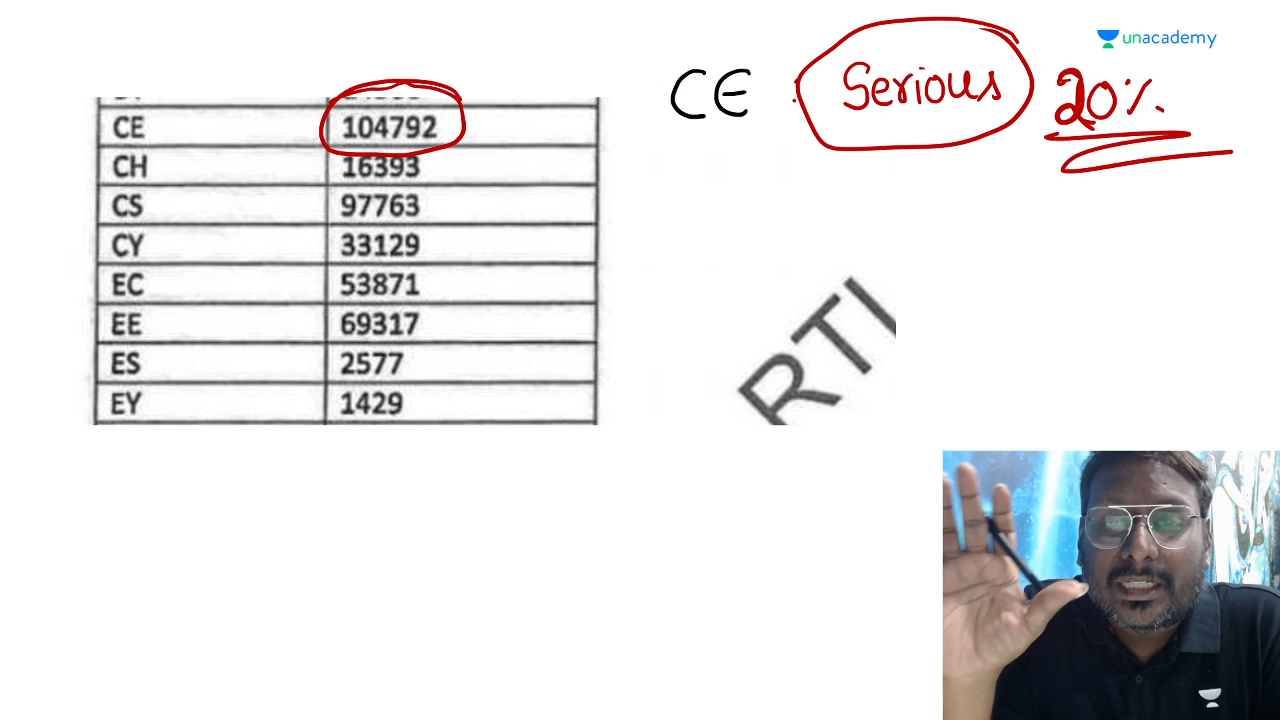 unacademy
CE Serious 20%
CE 104792
CH 16393
CS 97763
CY 33129
EC 53871
EE 69317
ES 2577
EY 1429
RTI